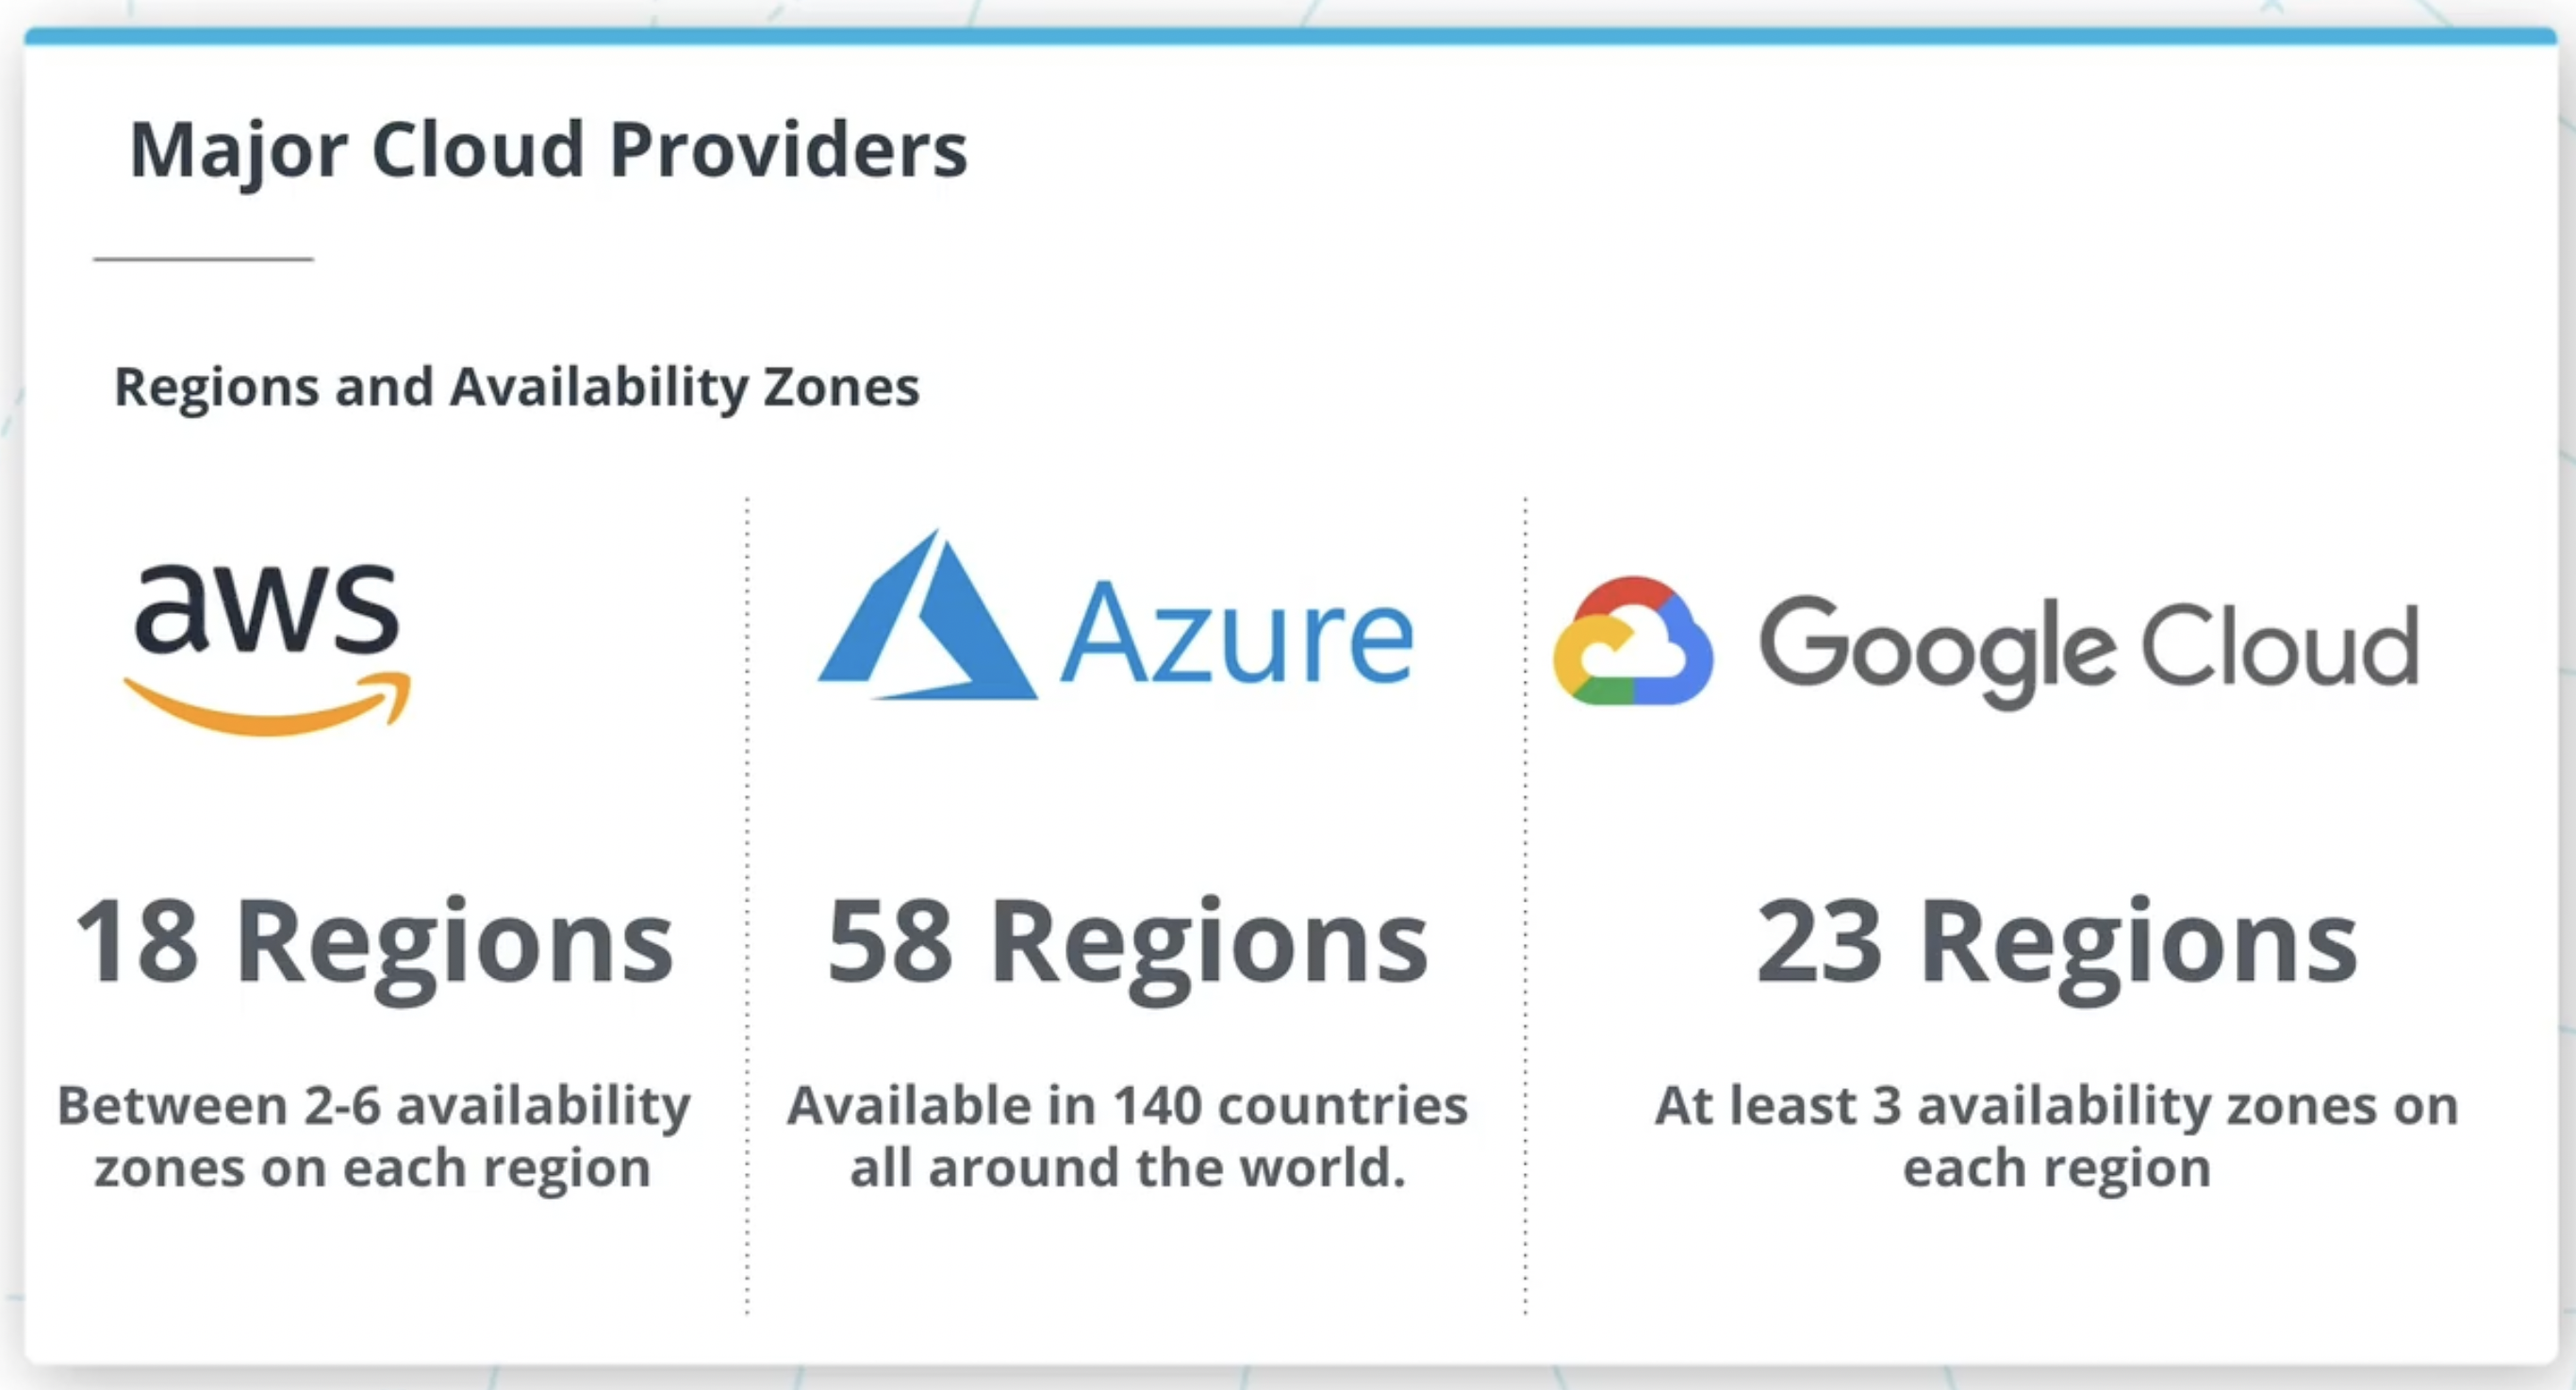 Major Cloud Providers
Regions and Availability Zones
aws
Azure
Google Cloud
18 Regions
Between 2-6 availability
zones on each region
58 Regions
Available in 140 countries
all around the world.
23 Regions
At least 3 availability zones on
each region